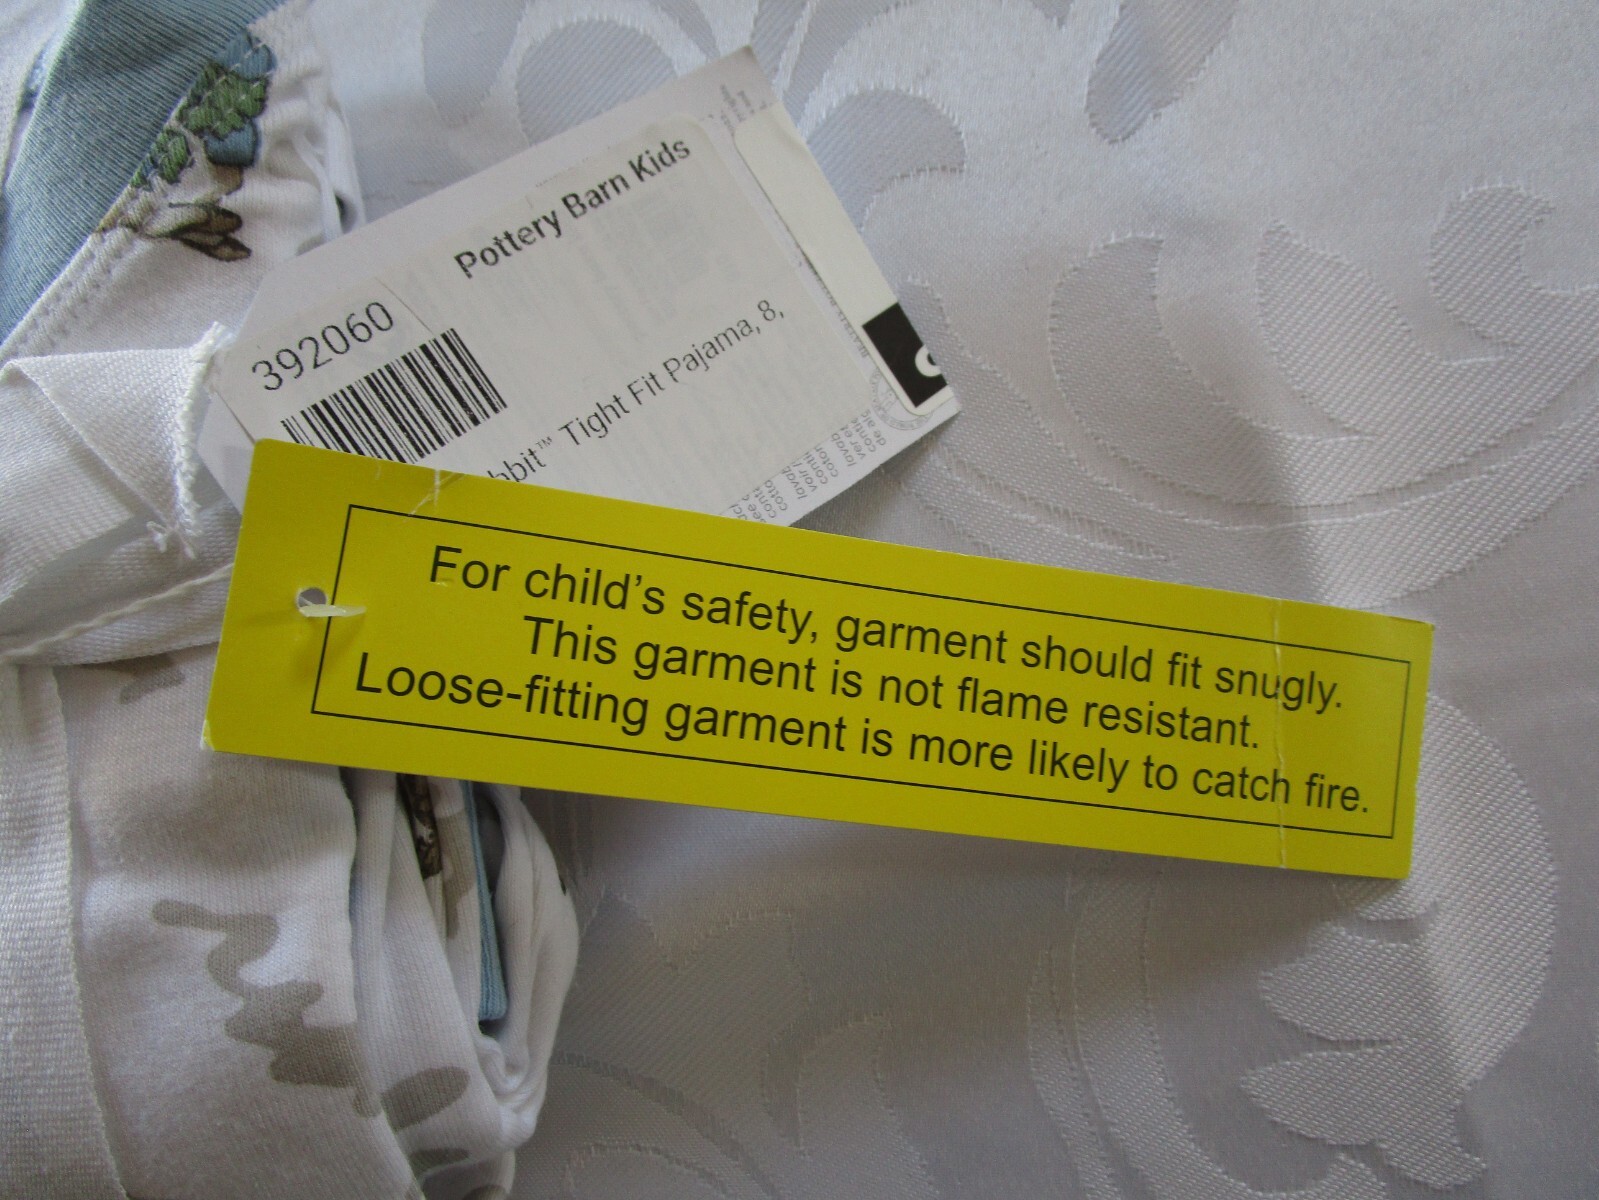 Pottery Barn Kids
392060
Tight Fit Pajama, 8,
For child's safety, garment should fit snugly.
This garment is not flame resistant.
Loose-fitting garment is more likely to catch fire.